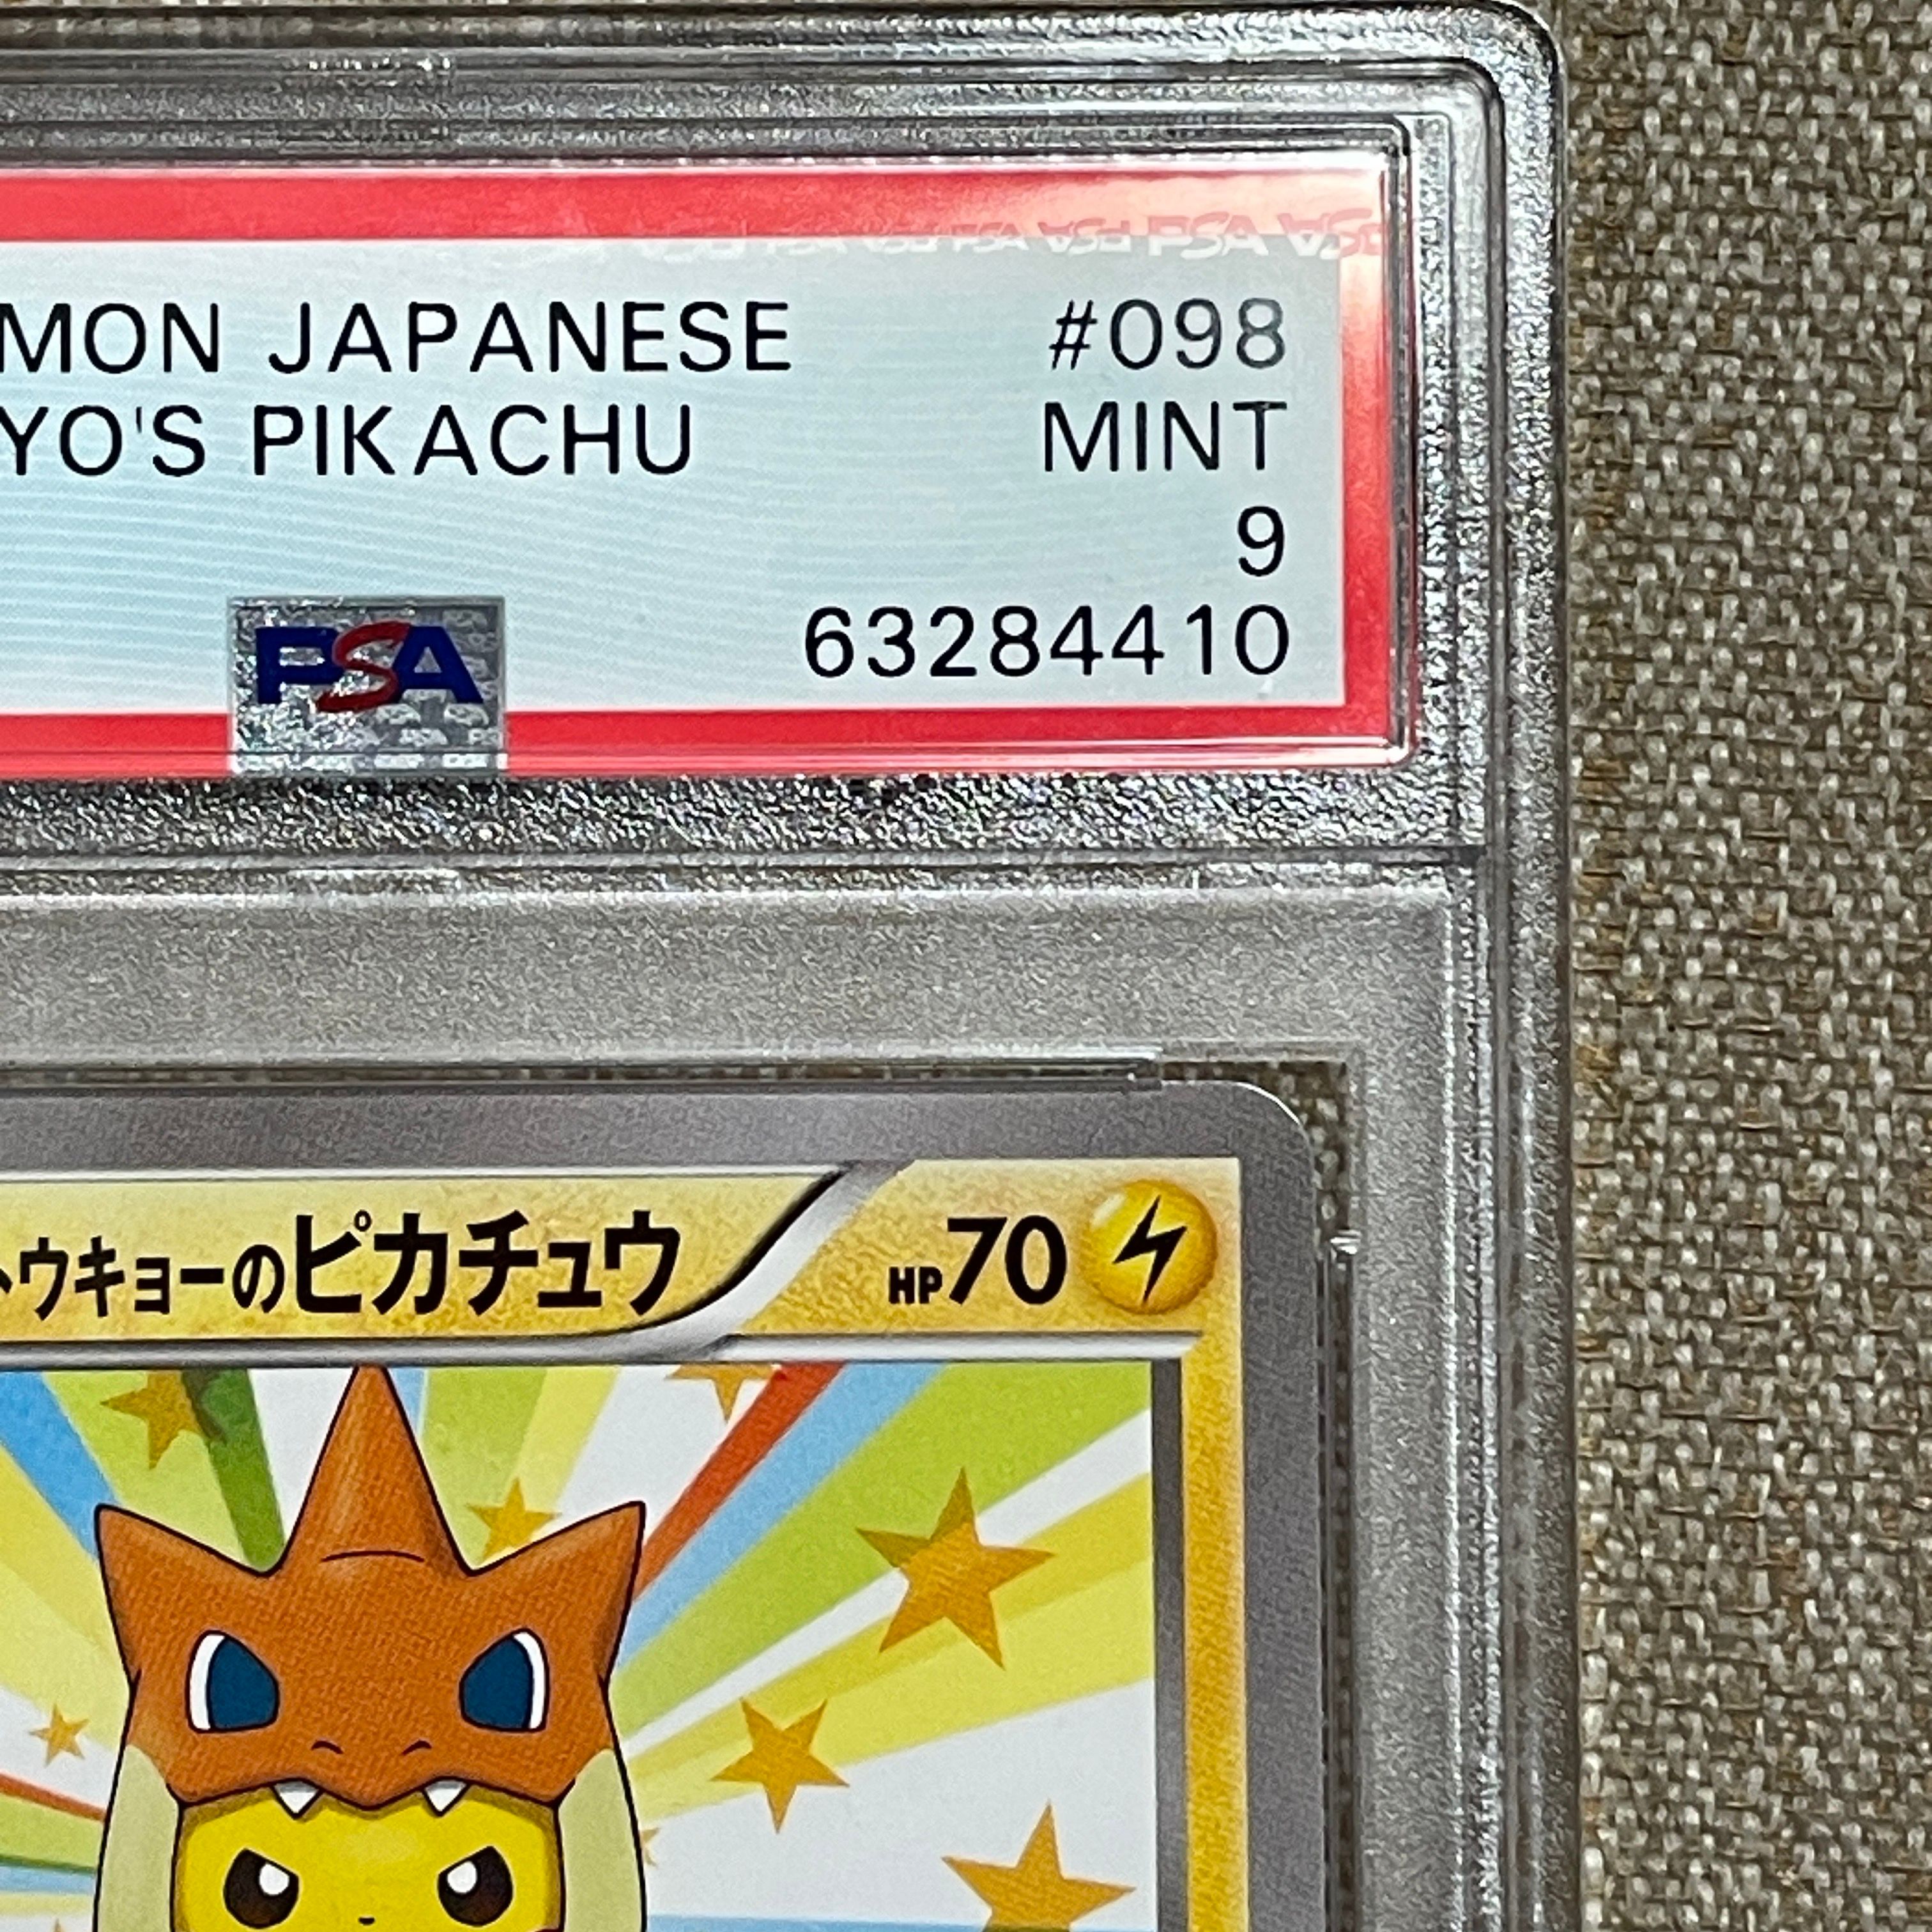 MON JAPANESE #098
YO'S PIKACHU MINT
9
PSA 63284410
トウキョーのピカチュウ HP70